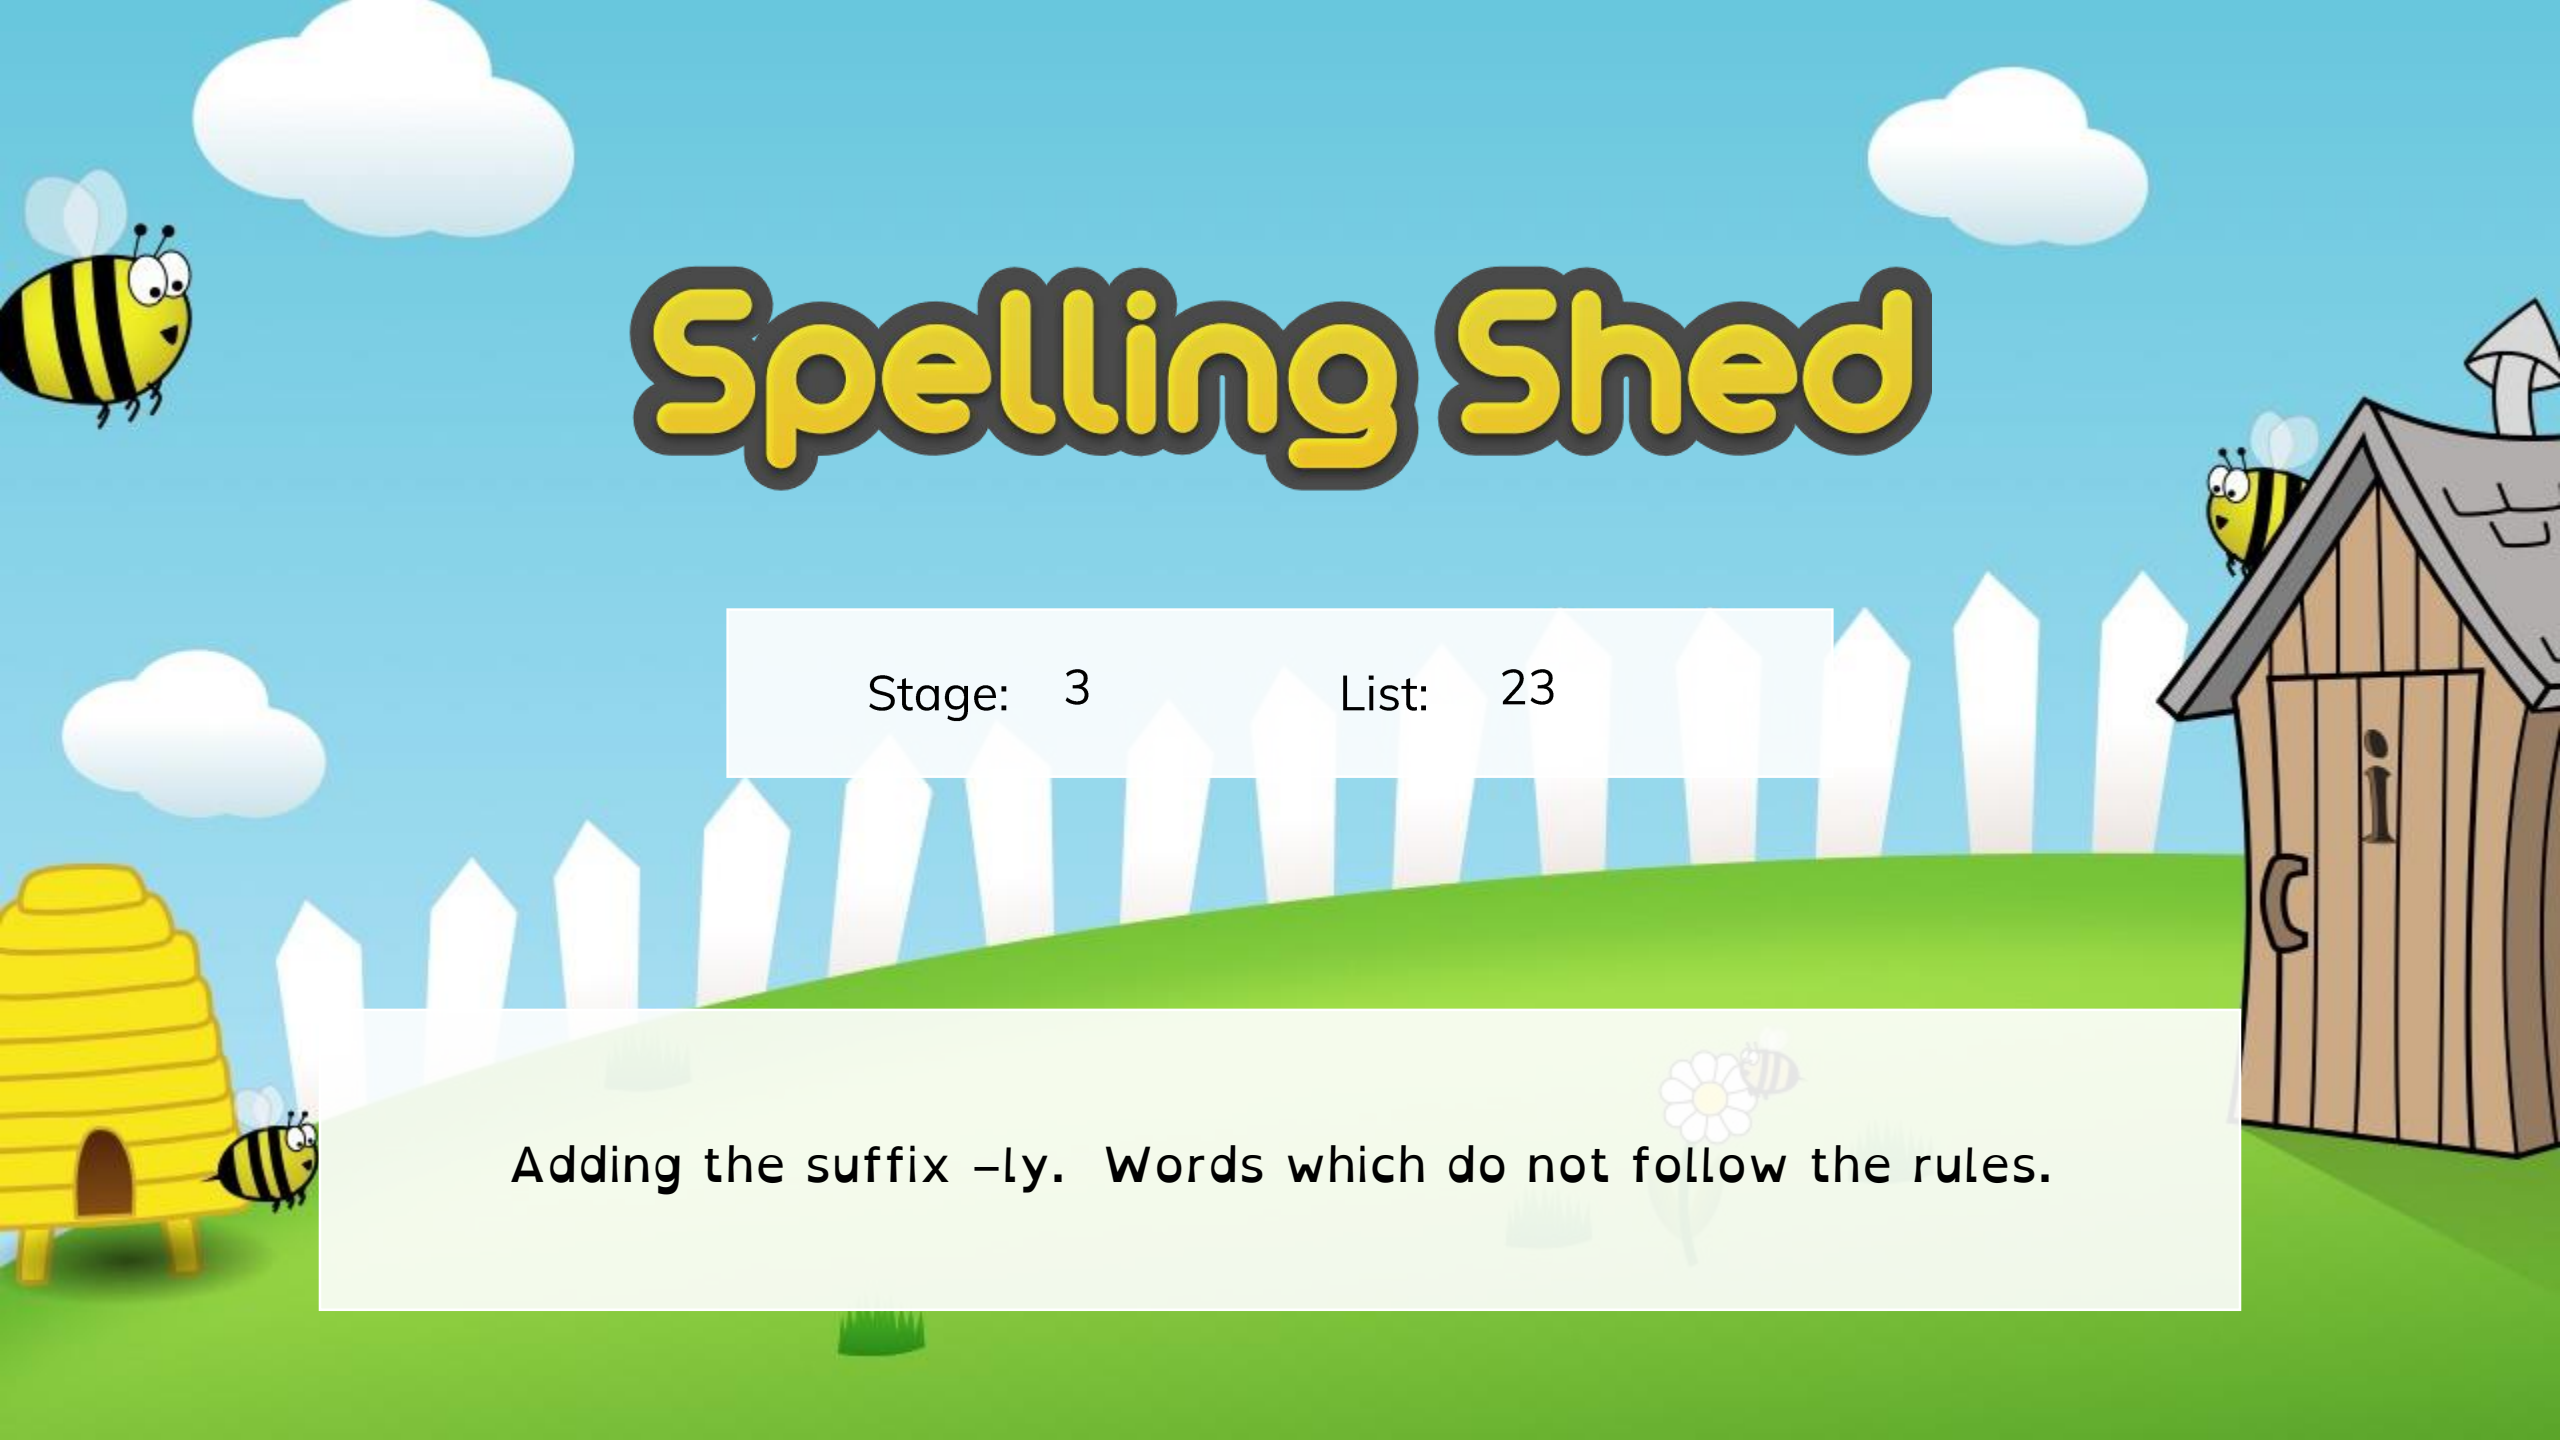 Spelling Shed
Stage: 3 List: 23
i
Adding the suffix –ly. Words which do not follow the rules.